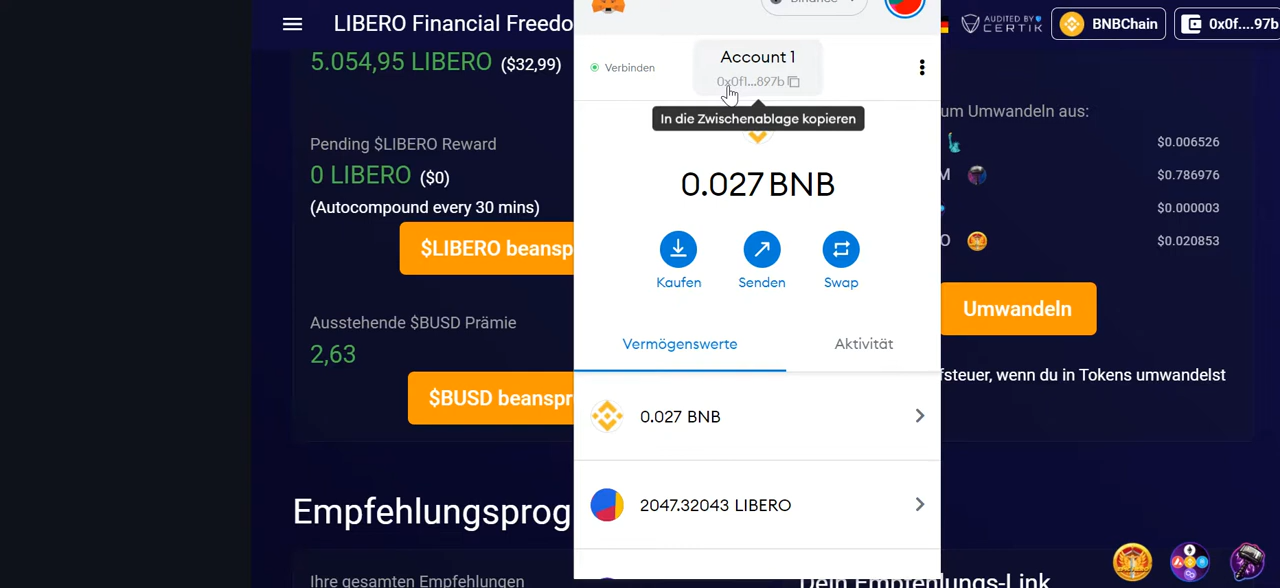 LIBERO Financial Freedo
AUDITED BY
CERTIK
BNBChain
0x0f....97b
5.054,95 LIBERO ($32,99)
Pending $LIBERO Reward
0 LIBERO ($0)
(Autocompound every 30 mins)
$LIBERO beansp
Ausstehende $BUSD Prämie
2,63
$BUSD beanspr
Empfehlungsprog
Ihre gesamten Empfehlungen
Verbinden
Account 1
0x0f1...897b
In die Zwischenablage kopieren
0.027 BNB
Kaufen
Senden
Swap
Vermögenswerte
Aktivität
0.027 BNB
2047.32043 LIBERO
um Umwandeln aus:
$0.006526
M $0.786976
$0.000003
O $0.020853
Umwandeln
fsteuer, wenn du in Tokens umwandelst
Dein Empfehlungs-Link